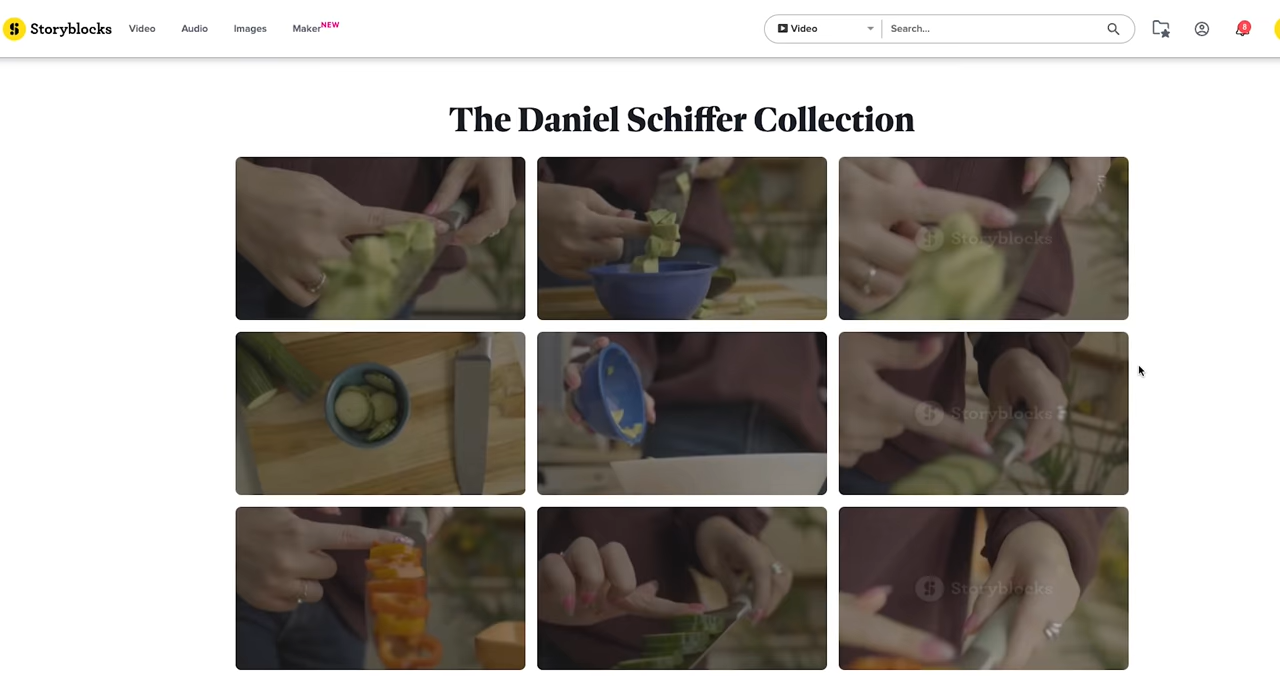 Storyblocks
Video
Audio
Images
Maker NEW
Video
Search...
8
The Daniel Schiffer Collection
Storyblocks
Storyblocks
Storyblocks